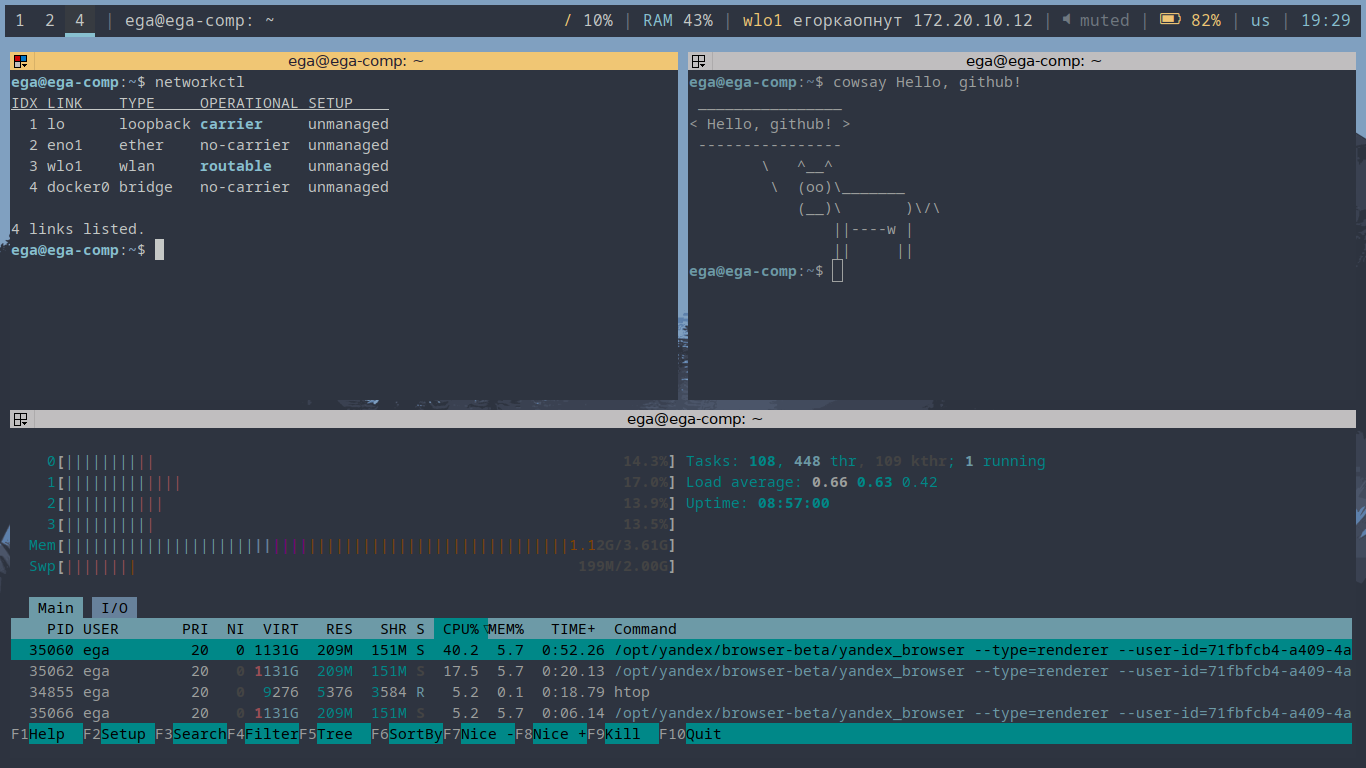 1 2 4 | ega@ega-comp: ~ / 10% | RAM 43% | wlo1 егоркаопнут 172.20.10.12 | muted | 82% | us | 19:29
ega@ega-comp: ~
ega@ega-comp:~$ networkctl
IDX LINK    TYPE     OPERATIONAL SETUP
  1 lo      loopback carrier     unmanaged
  2 eno1    ether    no-carrier  unmanaged
  3 wlo1    wlan     routable    unmanaged
  4 docker0 bridge   no-carrier  unmanaged
4 links listed.
ega@ega-comp:~$
ega@ega-comp: ~
ega@ega-comp:~$ cowsay Hello, github!
 ________________
< Hello, github! >
 ----------------
        \   ^__^
         \  (oo)\_______
            (__)\       )\/\
                ||----w |
                ||     ||
ega@ega-comp:~$
ega@ega-comp: ~
0[||||||||||| 14.3%] Tasks: 108, 448 thr, 109 kthr; 1 running
1[|||||||||||||| 17.0%] Load average: 0.66 0.63 0.42
2[|||||||||||| 13.9%] Uptime: 08:57:00
3[||||||||||| 13.5%]
Mem[|||||||||||||||||||||||||||||||||||||||||||||||||||||||||1.12G/3.61G]
Swp[|||||||| 199M/2.00G]
Main I/O
PID USER PRI NI VIRT RES SHR S CPU%▽MEM% TIME+ Command
35060 ega 20 0 1131G 209M 151M S 40.2 5.7 0:52.26 /opt/yandex/browser-beta/yandex_browser --type=renderer --user-id=71fbfcb4-a409-4a
35062 ega 20 0 1131G 209M 151M S 17.5 5.7 0:20.13 /opt/yandex/browser-beta/yandex_browser --type=renderer --user-id=71fbfcb4-a409-4a
34855 ega 20 0 9276 5376 3584 R 5.2 0.1 0:18.79 htop
35066 ega 20 0 1131G 209M 151M S 5.2 5.7 0:06.14 /opt/yandex/browser-beta/yandex_browser --type=renderer --user-id=71fbfcb4-a409-4a
F1Help F2Setup F3SearchF4FilterF5Tree F6SortByF7Nice -F8Nice +F9Kill F10Quit